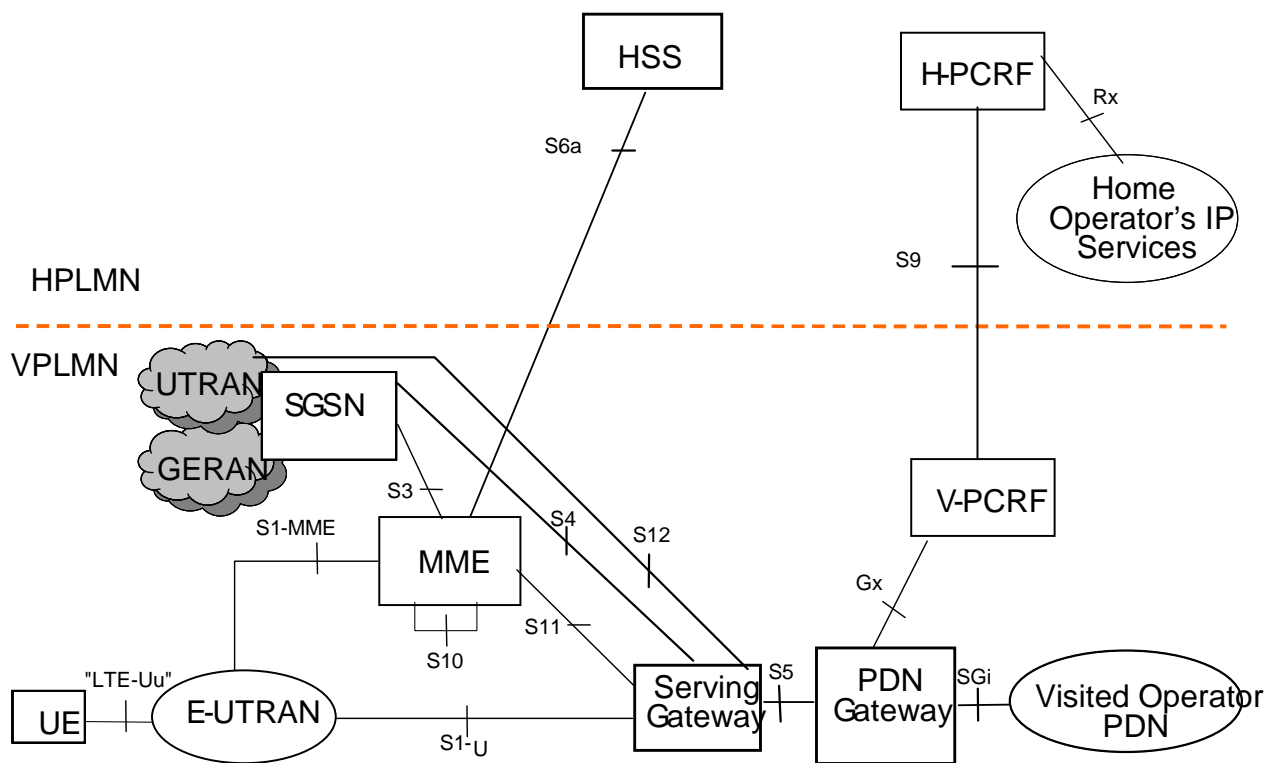 HSS
H-PCRF
Rx
S6a
Home
Operator's IP
Services
S9
HPLMN
VPLMN
UTRAN
SGSN
GERAN
S3
V-PCRF
S1-MME
S4
S12
MME
Gx
S11
S10
"LTE-Uu"
S5
SGi
Serving
Gateway
PDN
Gateway
Visited Operator
PDN
UE
E-UTRAN
S1-U